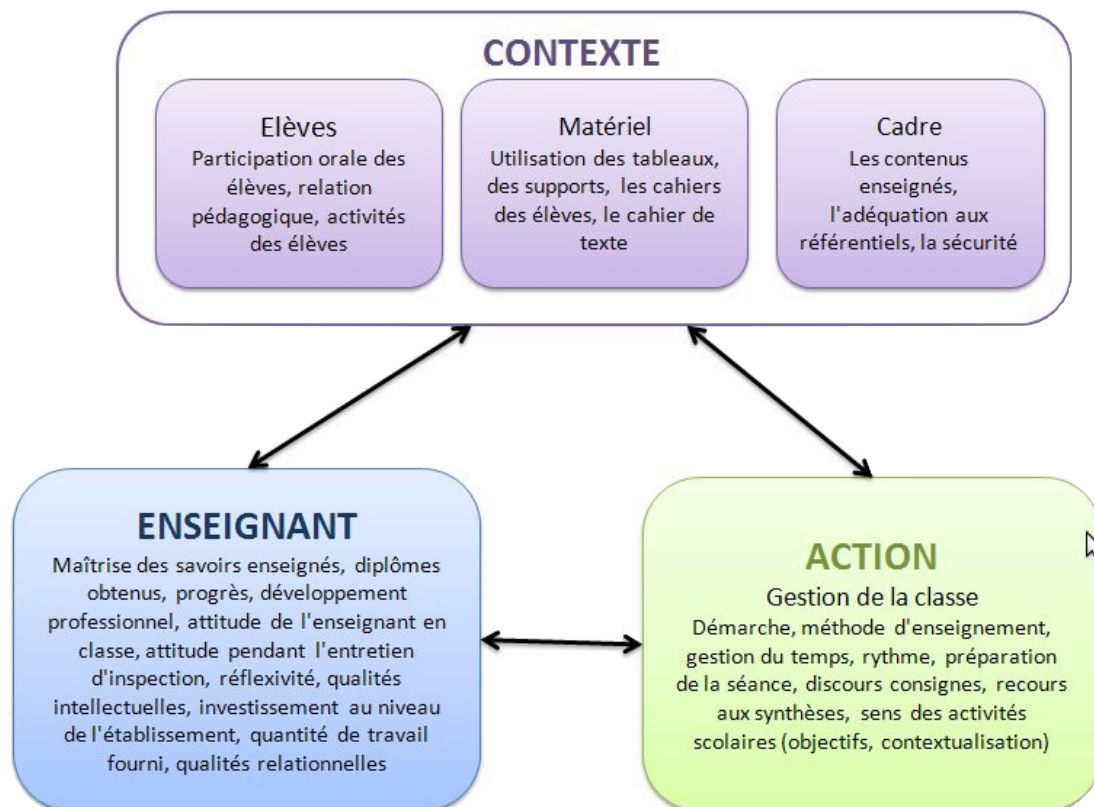 CONTEXTE
Elèves
Participation orale des
élèves, relation
pédagogique, activités
des élèves
Matériel
Utilisation des tableaux,
des supports, les cahiers
des élèves, le cahier de
texte
Cadre
Les contenus
enseignés,
l'adéquation aux
référentiels, la sécurité
ENSEIGNANT
Maîtrise des savoirs enseignés, diplômes
obtenus, progrès, développement
professionnel, attitude de l'enseignant en
classe, attitude pendant l'entretien
d'inspection, réflexivité, qualités
intellectuelles, investissement au niveau
de l'établissement, quantité de travail
fourni, qualités relationnelles
ACTION
Gestion de la classe
Démarche, méthode d'enseignement,
gestion du temps, rythme, préparation
de la séance, discours consignes, recours
aux synthèses, sens des activités
scolaires (objectifs, contextualisation)